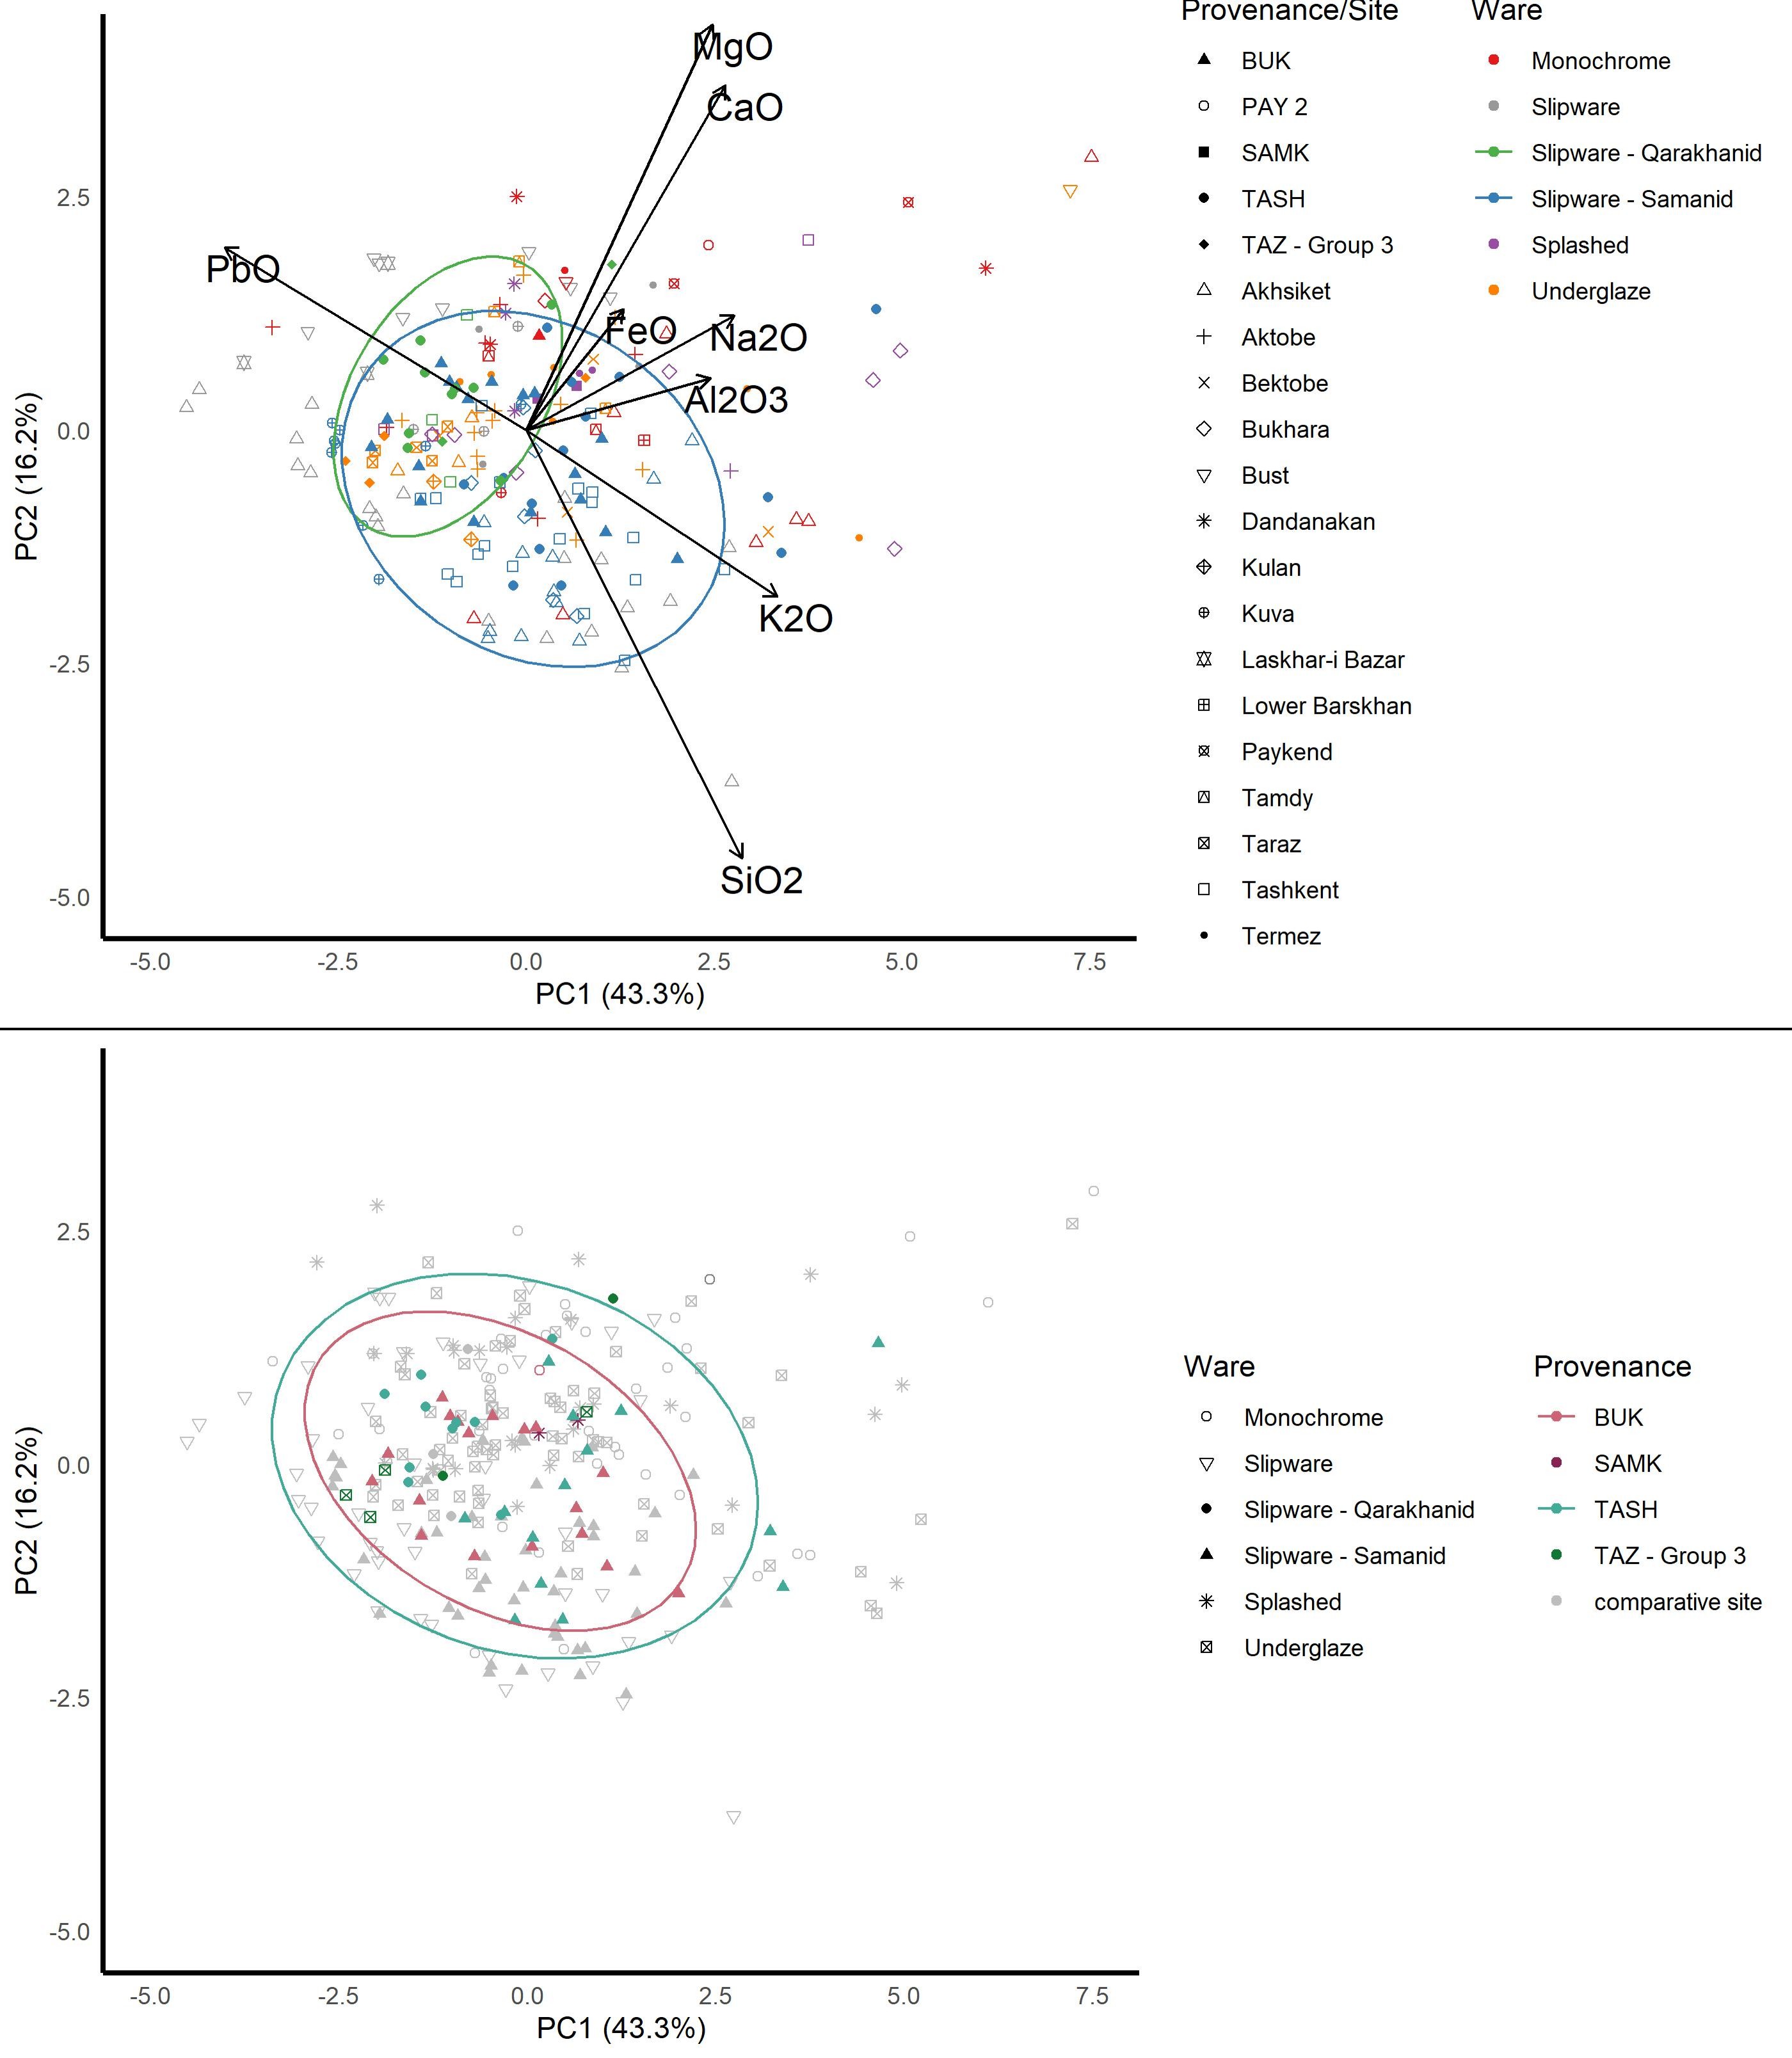 Provenance/Site
BUK
PAY 2
SAMK
TASH
TAZ - Group 3
Akhsiket
Aktobe
Bektobe
Bukhara
Bust
Dandanakan
Kulan
Kuva
Laskhar-i Bazar
Lower Barskhan
Paykend
Tamdy
Taraz
Tashkent
Termez
Ware
Monochrome
Slipware
Slipware - Qarakhanid
Slipware - Samanid
Splashed
Underglaze
MgO
CaO
PbO
FeO
Na2O
Al2O3
K2O
SiO2
PC2 (16.2%)
2.5
0.0
-2.5
-5.0
-5.0 -2.5 0.0 2.5 5.0 7.5
PC1 (43.3%)
PC2 (16.2%)
2.5
0.0
-2.5
-5.0
-5.0 -2.5 0.0 2.5 5.0 7.5
PC1 (43.3%)
Ware
Monochrome
Slipware
Slipware - Qarakhanid
Slipware - Samanid
Splashed
Underglaze
Provenance
BUK
SAMK
TASH
TAZ - Group 3
comparative site